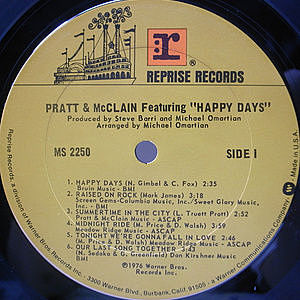 r
®
REPRISE RECORDS
PRATT & McCLAIN Featuring "HAPPY DAYS"
Produced by Steve Barri and Michael Omartian
Arranged by Michael Omartian
MS 2250
SIDE 1
1. HAPPY DAYS (N. Gimbel & C. Fox) 2:35
Bruin Music - BMI
2. RAISED ON ROCK (Mark James) 3:18
Screen Gems-Columbia Music, Inc./Sweet Glory Music,
Inc. - BMI
3. SUMMERTIME IN THE CITY (L. Truett Pratt)
Pratt & McClain Music - ASCAP
4. MIDNIGHT RIDE (M. Price & D. Walsh) 3:59
Meadow Ridge Music - ASCAP
5. TONIGHT WE'RE GONNA FALL IN LOVE 2:46
(M. Price & D. Walsh) Meadow Ridge Music - ASCAP
6. OUR LAST SONG TOGETHER
(N. Sedaka & G. Greenfield) Don Kirshner Music
©1976 Warner Bros.
Records Inc.
Reprise Records, a Division of Warner Bros. Records Inc. · 3300 Warner Blvd., Burbank, Calif. 91505 · a Warner Communications Company
Made in U.S.A.